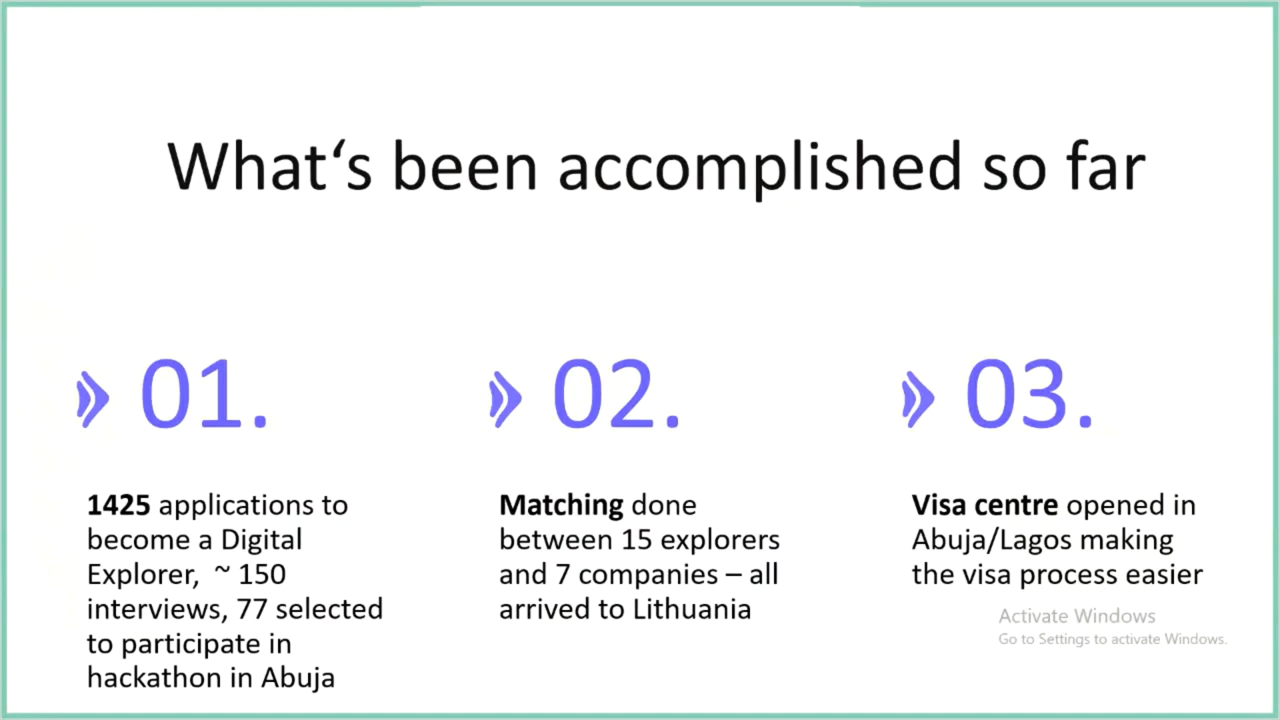 What‘s been accomplished so far
01.
1425 applications to
become a Digital
Explorer, ~ 150
interviews, 77 selected
to participate in
hackathon in Abuja
02.
Matching done
between 15 explorers
and 7 companies – all
arrived to Lithuania
03.
Visa centre opened in
Abuja/Lagos making
the visa process easier
Activate Windows
Go to Settings to activate Windows.